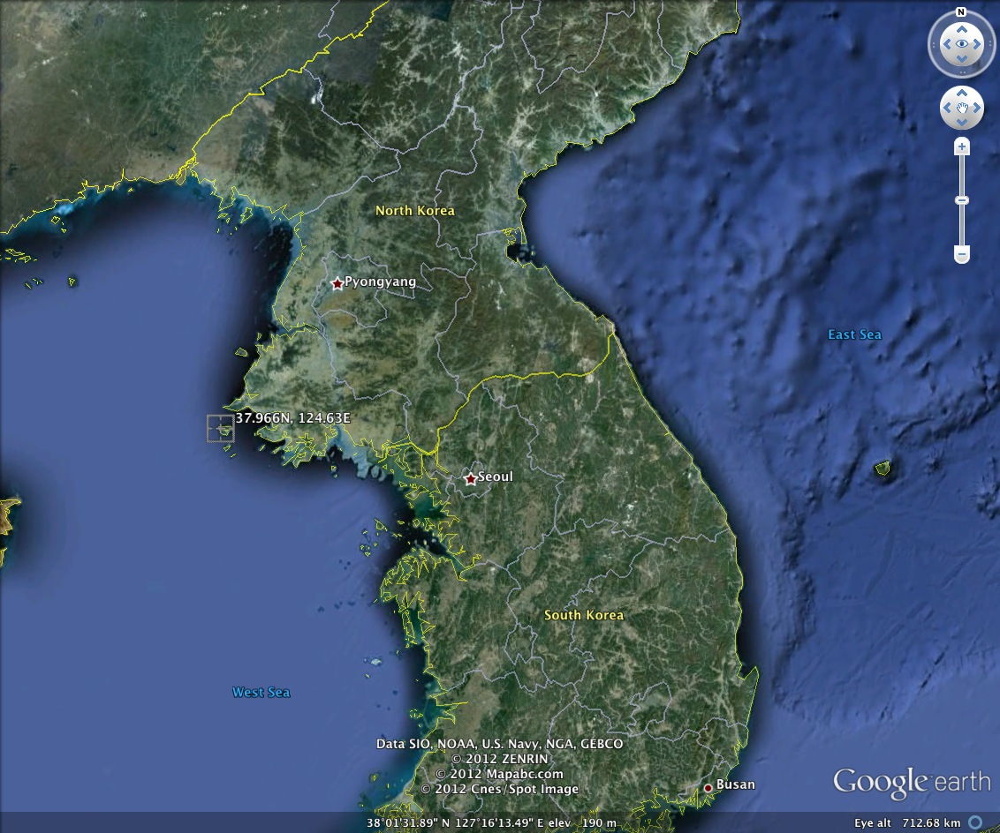 N
North Korea
Pyongyang
East Sea
37.966N, 124.63E
Seoul
South Korea
West Sea
Data SIO, NOAA, U.S. Navy, NGA, GEBCO
© 2012 ZENRIN
© 2012 Mapabc.com
© 2012 Cnes/Spot Image
Busan
Google earth
38°01'31.89" N 127°16'13.49" E elev 190 m
Eye alt 712.68 km